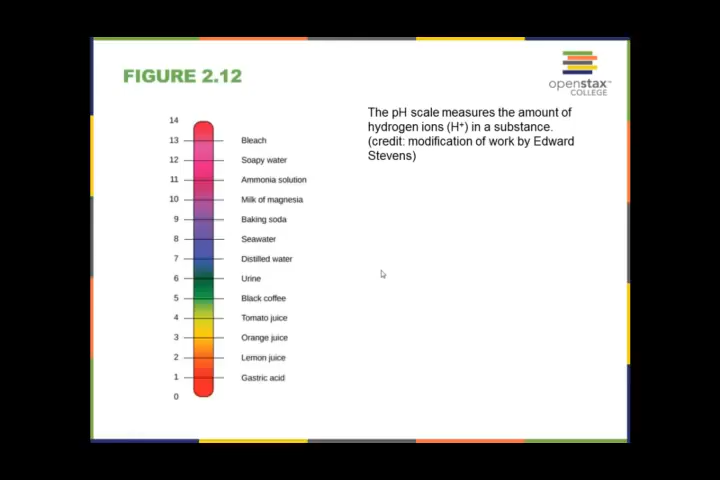 FIGURE 2.12
openstax™
COLLEGE
The pH scale measures the amount of
hydrogen ions (H⁺) in a substance.
(credit: modification of work by Edward
Stevens)
14
13 Bleach
12 Soapy water
11 Ammonia solution
10 Milk of magnesia
9 Baking soda
8 Seawater
7 Distilled water
6 Urine
5 Black coffee
4 Tomato juice
3 Orange juice
2 Lemon juice
1 Gastric acid
0